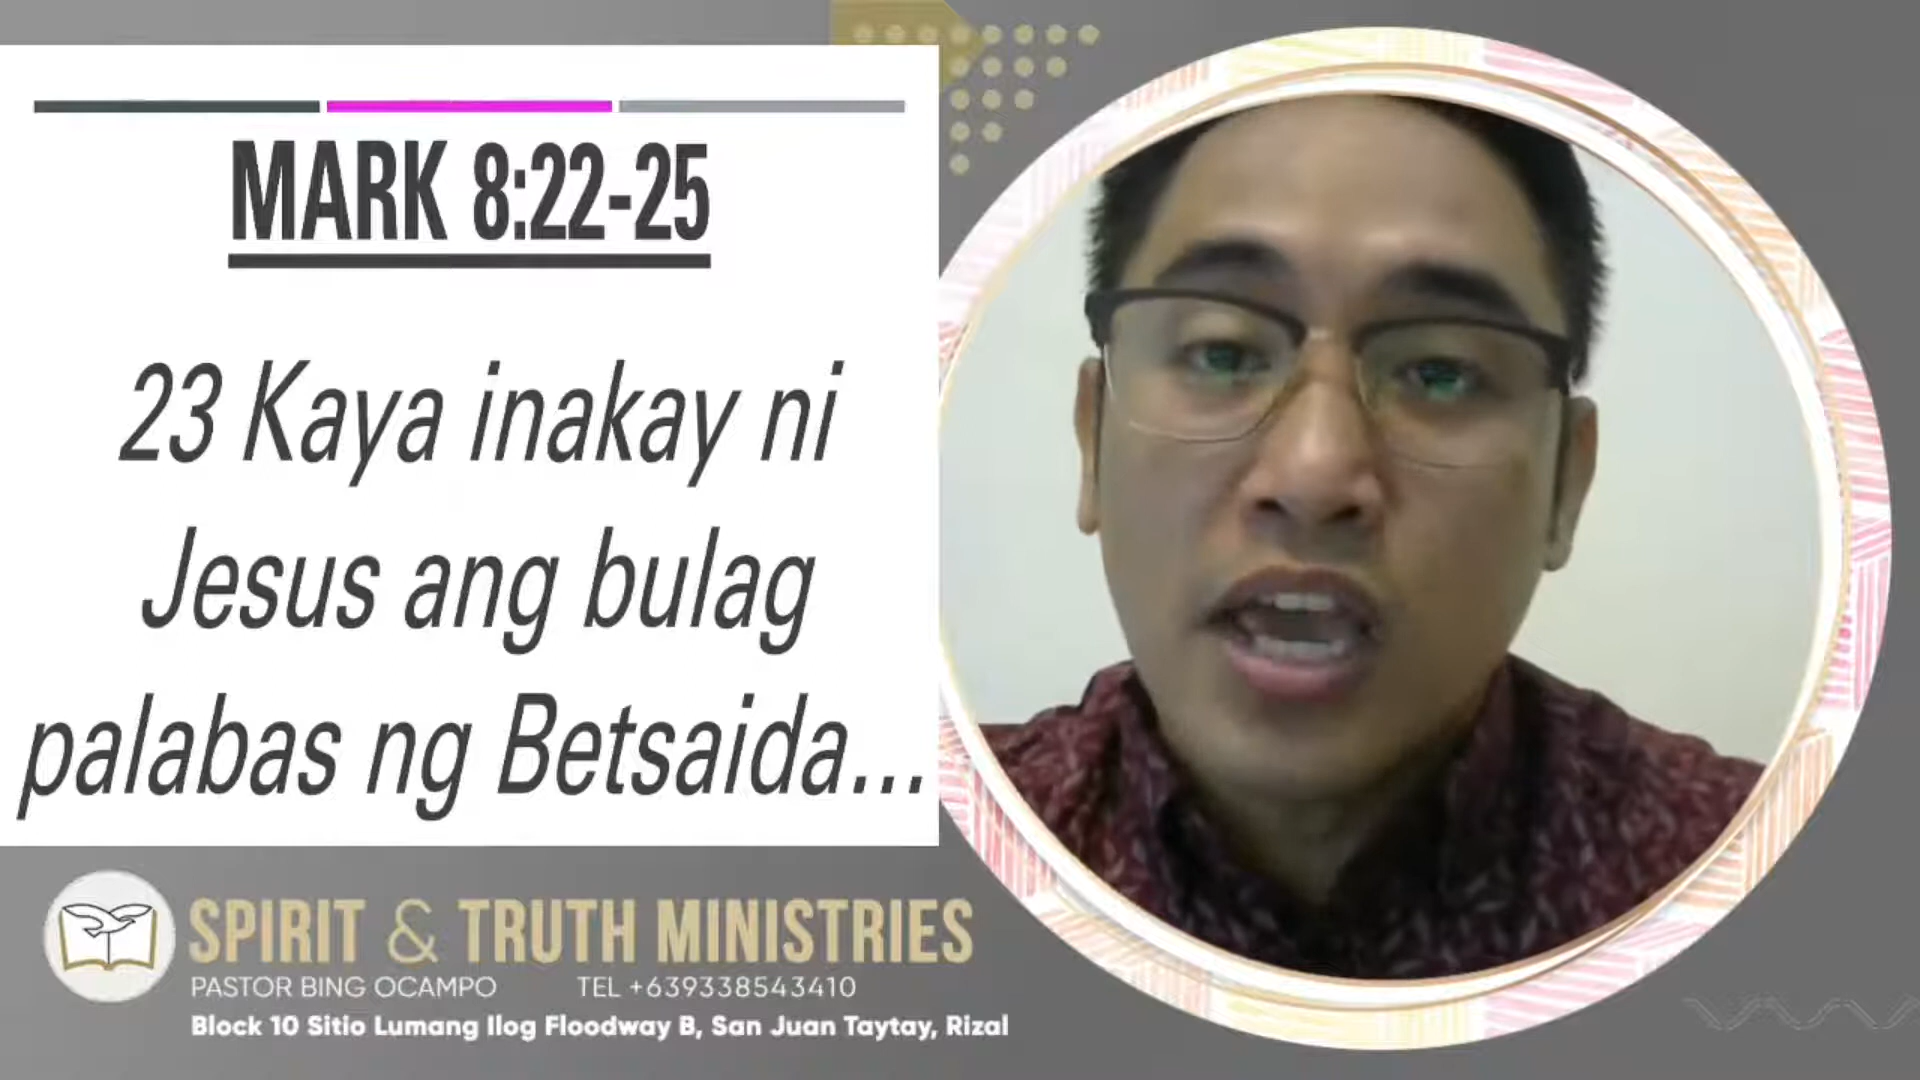 MARK 8:22-25
23 Kaya inakay ni
Jesus ang bulag
palabas ng Betsaida...
SPIRIT & TRUTH MINISTRIES
PASTOR BING OCAMPO TEL +639338543410
Block 10 Sitio Lumang Ilog Floodway B, San Juan Taytay, Rizal